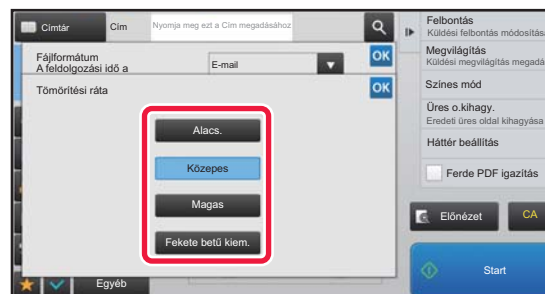 Címtár
Cím
Nyomja meg ezt a Cím megadásához
Fájlformátum
A feldolgozási idő a
E-mail
OK
Tömörítési ráta
OK
Alacs.
Közepes
Magas
Fekete betű kiem.
Egyéb
Felbontás
Küldési felbontás módosítás
Megvilágítás
Küldési megvilágítás megadá
Színes mód
Üres o.kihagy.
Eredeti üres oldal kihagyása
Háttér beállítás
Ferde PDF igazítás
Előnézet
CA
Start